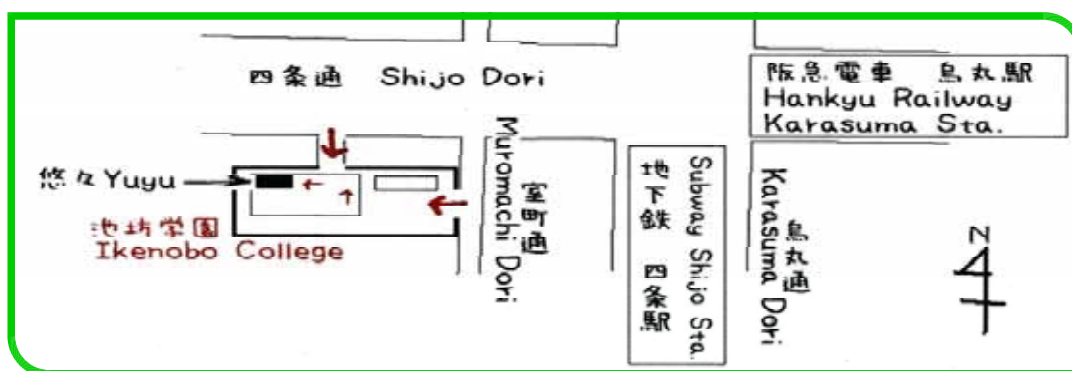 四条通 Shijo Dori
阪急電車 烏丸駅
Hankyu Railway
Karasuma Sta.
悠々Yuyu
池坊学園
Ikenobo College
Muromachi Dori
室町通
地下鉄 四条駅
Subway Shijo Sta.
Karasuma Dori
烏丸通
N